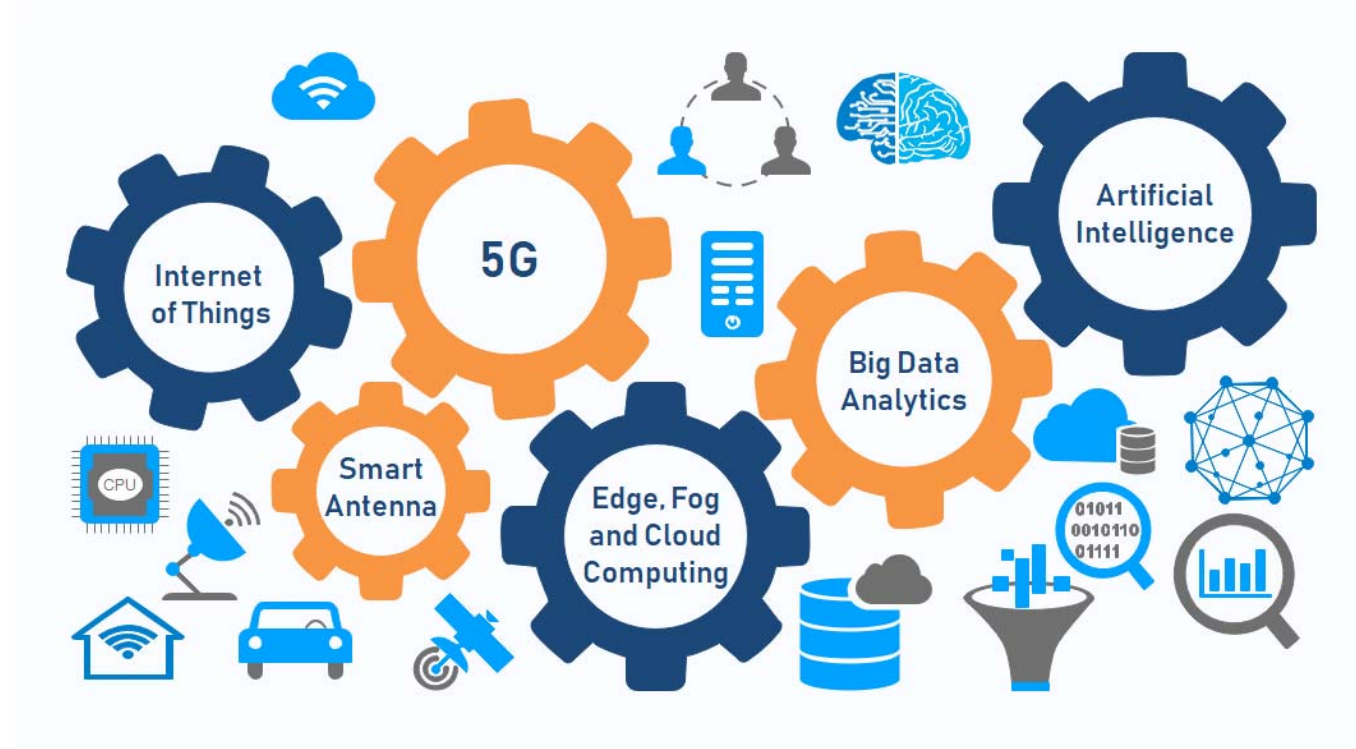 Internet
of Things
5G
Artificial
Intelligence
Smart
Antenna
Edge, Fog
and Cloud
Computing
Big Data
Analytics
CPU
01011
0010110
01111